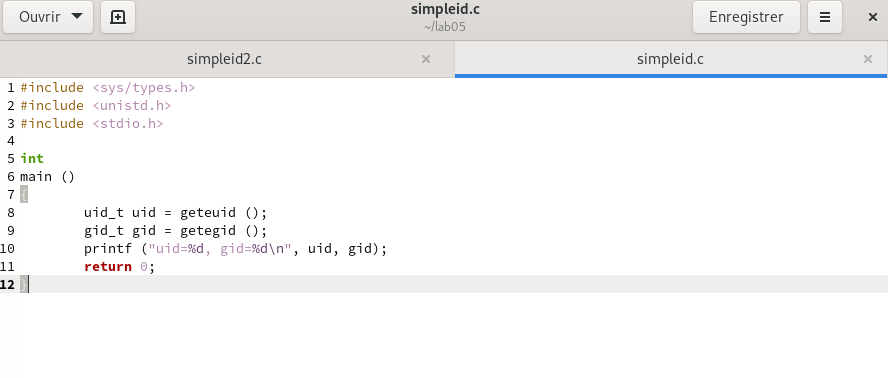 Ouvrir
simpleid.c
~/lab05
Enregistrer
simpleid2.c
simpleid.c
1 #include <sys/types.h>
2 #include <unistd.h>
3 #include <stdio.h>
4
5 int
6 main ()
7 {
8         uid_t uid = geteuid ();
9         gid_t gid = getegid ();
10         printf ("uid=%d, gid=%d\n", uid, gid);
11         return 0;
12 }